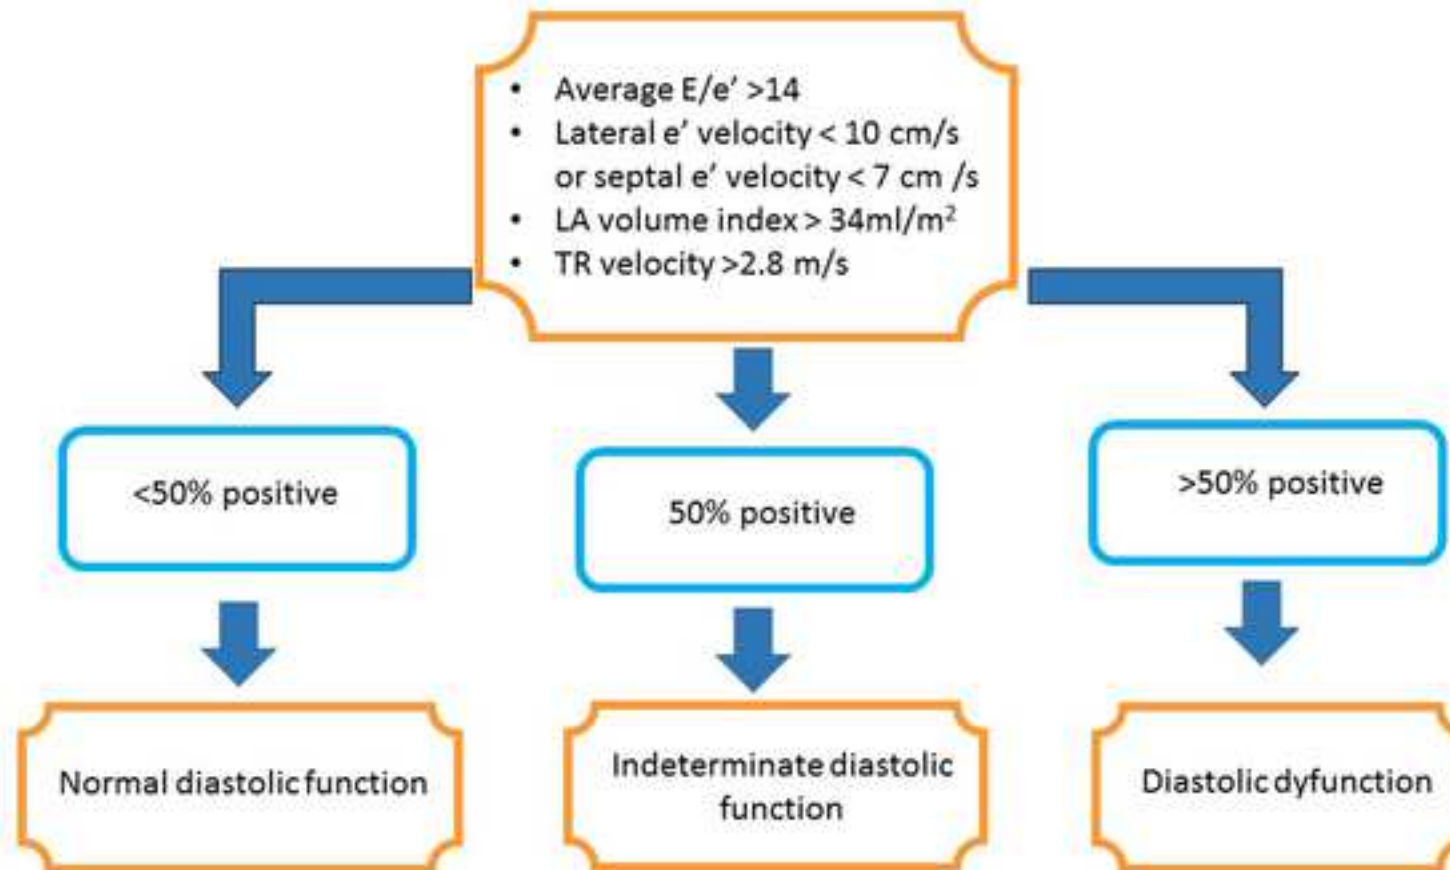 • Average E/e’ >14
• Lateral e’ velocity < 10 cm/s
or septal e’ velocity < 7 cm /s
• LA volume index > 34ml/m²
• TR velocity >2.8 m/s
<50% positive
50% positive
>50% positive
Normal diastolic function
Indeterminate diastolic
function
Diastolic dyfunction